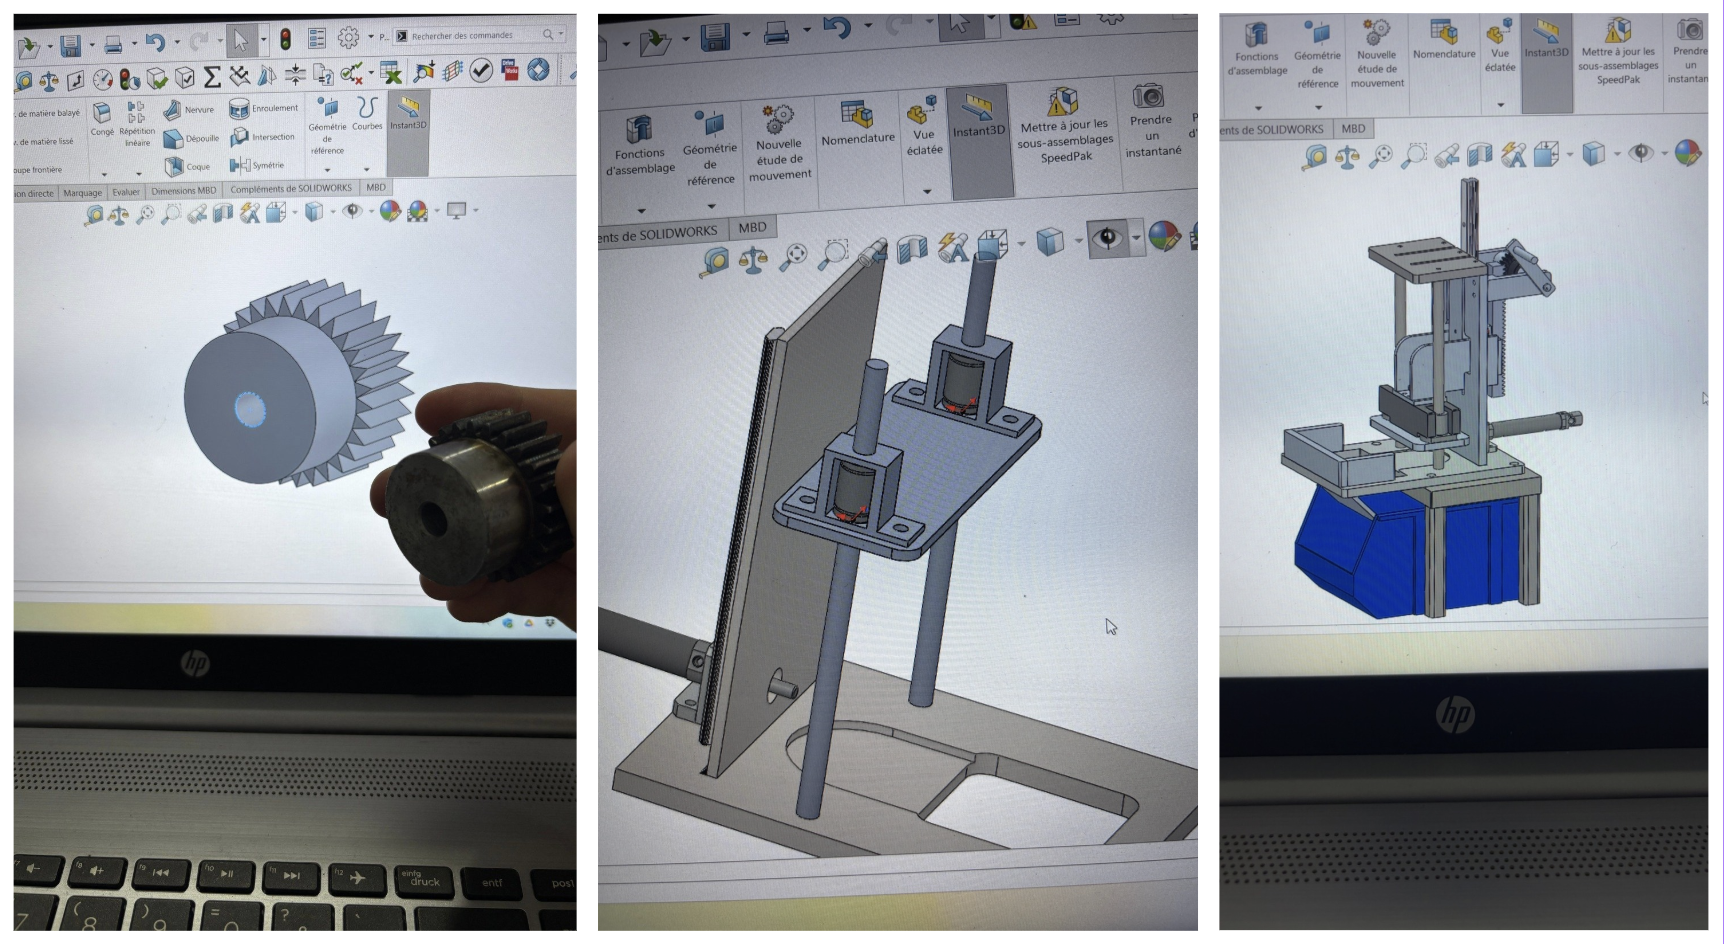 P...
Rechercher des commandes
. de matière balayé
. de matière lissé
oupe frontière
Congé
Répétition
linéaire
Nervure
Dépouille
Coque
Enroulement
Intersection
Symétrie
Géométrie
de
référence
Courbes
Instant3D
ion directe
Marquage
Evaluer
Dimensions MBD
Compléments de SOLIDWORKS
MBD
hp
einfg
druck
entf
pos1
7
(
8
)
9
=
0
?
Fonctions
d'assemblage
Géométrie
de
référence
Nouvelle
étude de
mouvement
Nomenclature
Vue
éclatée
Instant3D
Mettre à jour les
sous-assemblages
SpeedPak
Prendre
un
instantané
ents de SOLIDWORKS
MBD
Fonctions
d'assemblage
Géométrie
de
référence
Nouvelle
étude de
mouvement
Nomenclature
Vue
éclatée
Instant3D
Mettre à jour les
sous-assemblages
SpeedPak
Prendre
un
instantan
ents de SOLIDWORKS
MBD
hp